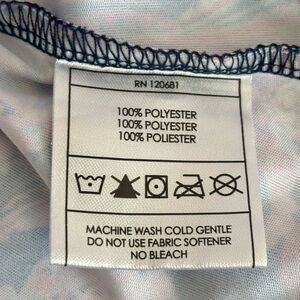 RN 120681
100% POLYESTER
100% POLYESTER
100% POLIESTER
MACHINE WASH COLD GENTLE
DO NOT USE FABRIC SOFTENER
NO BLEACH